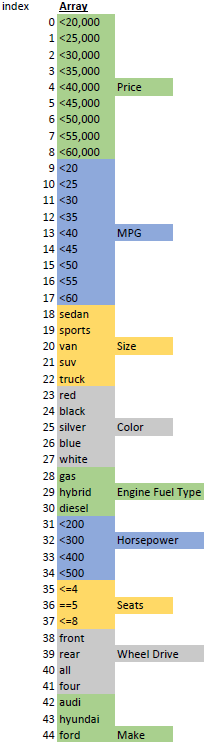 index Array
0 <20,000
1 <25,000
2 <30,000
3 <35,000
4 <40,000 Price
5 <45,000
6 <50,000
7 <55,000
8 <60,000
9 <20
10 <25
11 <30
12 <35
13 <40 MPG
14 <45
15 <50
16 <55
17 <60
18 sedan
19 sports
20 van Size
21 suv
22 truck
23 red
24 black
25 silver Color
26 blue
27 white
28 gas
29 hybrid Engine Fuel Type
30 diesel
31 <200
32 <300 Horsepower
33 <400
34 <500
35 <=4
36 ==5 Seats
37 <=8
38 front
39 rear Wheel Drive
40 all
41 four
42 audi
43 hyundai
44 ford Make